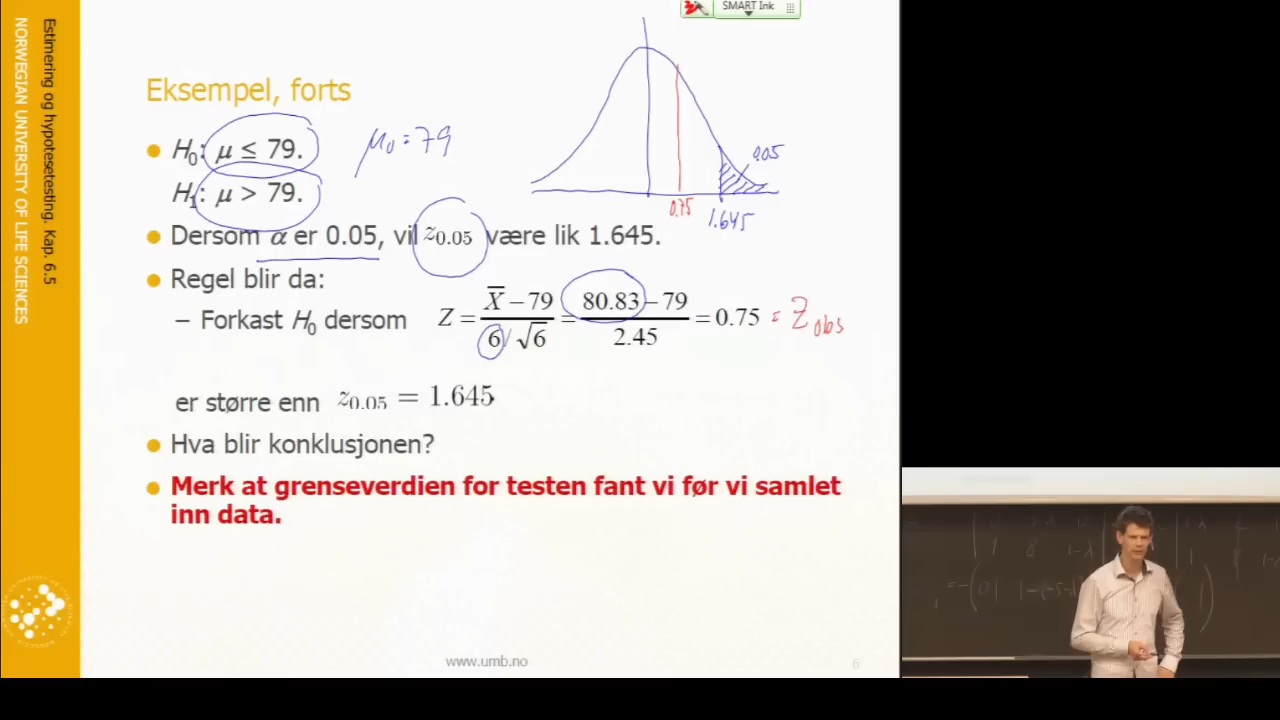 SMART Ink
Estimering og hypotesetesting. Kap. 6.5
NORWEGIAN UNIVERSITY OF LIFE SCIENCES
Eksempel, forts
H₀: μ ≤ 79.
μ₀ = 79
H₁: μ > 79.
0.05
0.75
1.645
Dersom α er 0.05, vil z₀.₀₅ være lik 1.645.
Regel blir da:
– Forkast H₀ dersom Z = (X̄ − 79)/(6/√6) = (80.83 − 79)/2.45 = 0.75 = Z obs
er større enn z₀.₀₅ = 1.645
Hva blir konklusjonen?
Merk at grenseverdien for testen fant vi før vi samlet
inn data.
www.umb.no
6